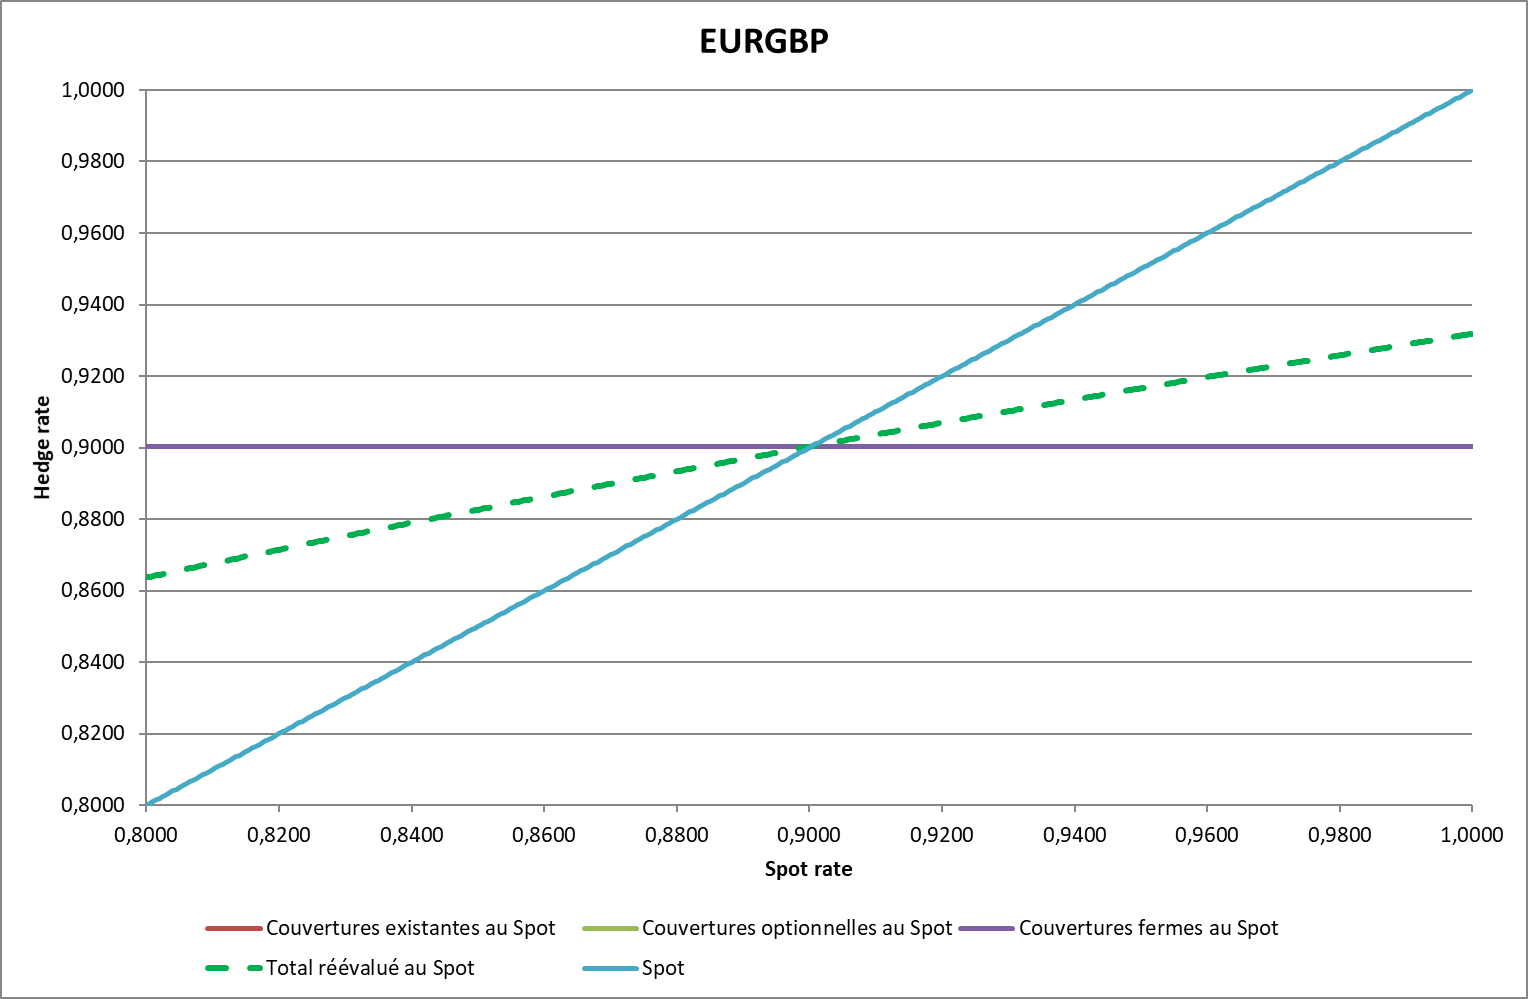 EURGBP
1,0000
0,9800
0,9600
0,9400
0,9200
0,9000
0,8800
0,8600
0,8400
0,8200
0,8000
Hedge rate
0,8000 0,8200 0,8400 0,8600 0,8800 0,9000 0,9200 0,9400 0,9600 0,9800 1,0000
Spot rate
Couvertures existantes au Spot Couvertures optionnelles au Spot Couvertures fermes au Spot
Total réévalué au Spot Spot